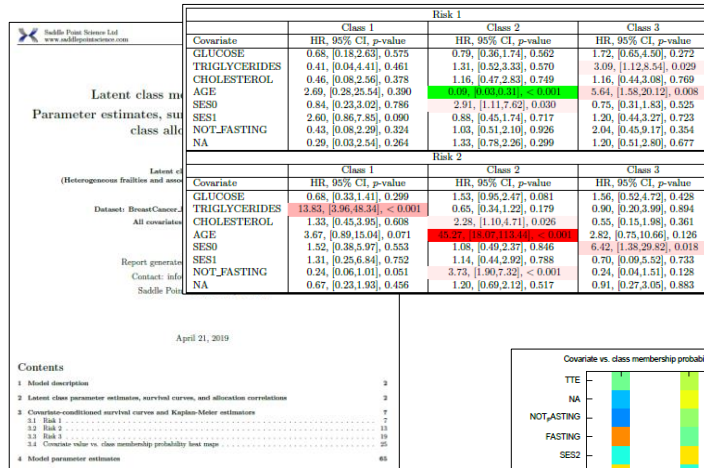 Saddle Point Science Ltd
www.saddlepointscience.com
Latent class mo
Parameter estimates, su
class allo
Latent cl
(Heterogeneous frailties and asso
Dataset: BreastCancer_
All covariates
Report generate
Contact: info
Saddle Poin
April 21, 2019
Contents
1 Model description 2
2 Latent class parameter estimates, survival curves, and allocation correlations 2
3 Covariate-conditioned survival curves and Kaplan-Meier estimators 7
3.1 Risk 1 7
3.2 Risk 2 13
3.3 Risk 3 19
3.4 Covariate value vs. class membership probability heat maps 25
4 Model parameter estimates 65
Risk 1
Class 1 Class 2 Class 3
Covariate HR, 95% CI, p-value HR, 95% CI, p-value HR, 95% CI, p-value
GLUCOSE 0.68, [0.18,2.63], 0.575 0.79, [0.36,1.74], 0.562 1.72, [0.65,4.50], 0.272
TRIGLYCERIDES 0.41, [0.04,4.41], 0.461 1.31, [0.52,3.33], 0.570 3.09, [1.12,8.54], 0.029
CHOLESTEROL 0.46, [0.08,2.56], 0.378 1.16, [0.47,2.83], 0.749 1.16, [0.44,3.08], 0.769
AGE 2.69, [0.28,25.54], 0.390 0.09, [0.03,0.31], < 0.001 5.64, [1.58,20.12], 0.008
SES0 0.84, [0.23,3.02], 0.786 2.91, [1.11,7.62], 0.030 0.75, [0.31,1.83], 0.525
SES1 2.60, [0.86,7.85], 0.090 0.88, [0.45,1.74], 0.717 1.20, [0.44,3.27], 0.723
NOT_FASTING 0.43, [0.08,2.29], 0.324 1.03, [0.51,2.10], 0.926 2.04, [0.45,9.17], 0.354
NA 0.29, [0.03,2.54], 0.264 1.33, [0.78,2.26], 0.299 1.20, [0.51,2.80], 0.677
Risk 2
Class 1 Class 2 Class 3
Covariate HR, 95% CI, p-value HR, 95% CI, p-value HR, 95% CI, p-value
GLUCOSE 0.68, [0.33,1.41], 0.299 1.53, [0.95,2.47], 0.081 1.56, [0.52,4.72], 0.428
TRIGLYCERIDES 13.83, [3.96,48.34], < 0.001 0.65, [0.34,1.22], 0.179 0.90, [0.20,3.99], 0.894
CHOLESTEROL 1.33, [0.45,3.95], 0.608 2.28, [1.10,4.71], 0.026 0.55, [0.15,1.98], 0.361
AGE 3.67, [0.89,15.04], 0.071 45.27, [18.07,113.44], < 0.001 2.82, [0.75,10.66], 0.126
SES0 1.52, [0.38,5.97], 0.553 1.08, [0.49,2.37], 0.846 6.42, [1.38,29.82], 0.018
SES1 1.31, [0.25,6.84], 0.752 1.14, [0.44,2.92], 0.788 0.70, [0.09,5.52], 0.733
NOT_FASTING 0.24, [0.06,1.01], 0.051 3.73, [1.90,7.32], < 0.001 0.24, [0.04,1.51], 0.128
NA 0.67, [0.23,1.93], 0.456 1.20, [0.69,2.12], 0.517 0.91, [0.27,3.05], 0.883
Covariate vs. class membership probabi
TTE
NA
NOT_FASTING
FASTING
SES2